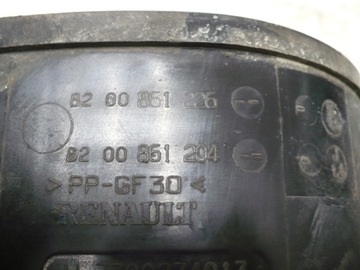 82 00 861 226
82 00 861 204
>PP-GF30<
RENAULT